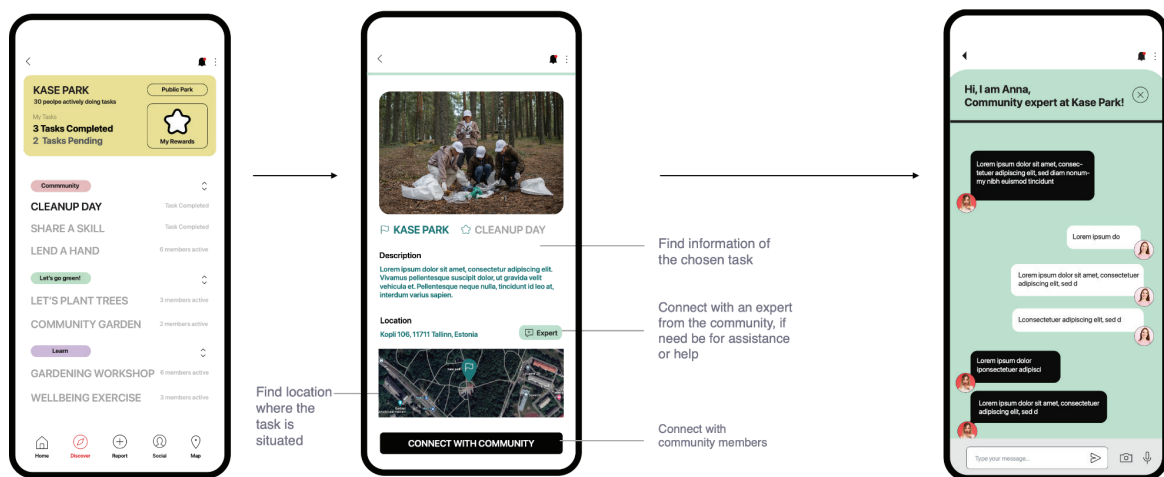 KASE PARK
30 peolpe actively doing tasks
Public Park
My Tasks
3 Tasks Completed
2 Tasks Pending
My Rewards
Commmunity
CLEANUP DAY
Task Completed
SHARE A SKILL
Task Completed
LEND A HAND
6 members active
Let's go green!
LET'S PLANT TREES
3 members active
COMMUNITY GARDEN
2 members active
Learn
GARDENING WORKSHOP
6 members active
WELLBEING EXERCISE
3 members active
Home
Discover
Report
Social
Map
KASE PARK
CLEANUP DAY
Description
Lorem ipsum dolor sit amet, consectetur adipiscing elit.
Vivamus pellentesque suscipit dolor, ut gravida velit
vehicula et. Pellentesque neque nulla, tincidunt id leo at,
interdum varius sapien.
Location
Kopli 106, 11711 Tallinn, Estonia
Expert
CONNECT WITH COMMUNITY
Find location
where the
task is
situated
Find information of
the chosen task
Connect with an expert
from the community, if
need be for assistance
or help
Connect with
community members
Hi, I am Anna,
Community expert at Kase Park!
Lorem ipsum dolor sit amet, consec-
tetuer adipiscing elit, sed diam nonum-
my nibh euismod tincidunt
Lorem ipsum do
Lorem ipsum dolor sit amet, consectetuer
adipiscing elit, sed d
Lconsectetuer adipiscing elit, sed d
Lorem ipsum dolor
iponsectetuer adipisci
Lorem ipsum dolor sit amet, consectetuer
adipiscing elit, sed d
Type your message...